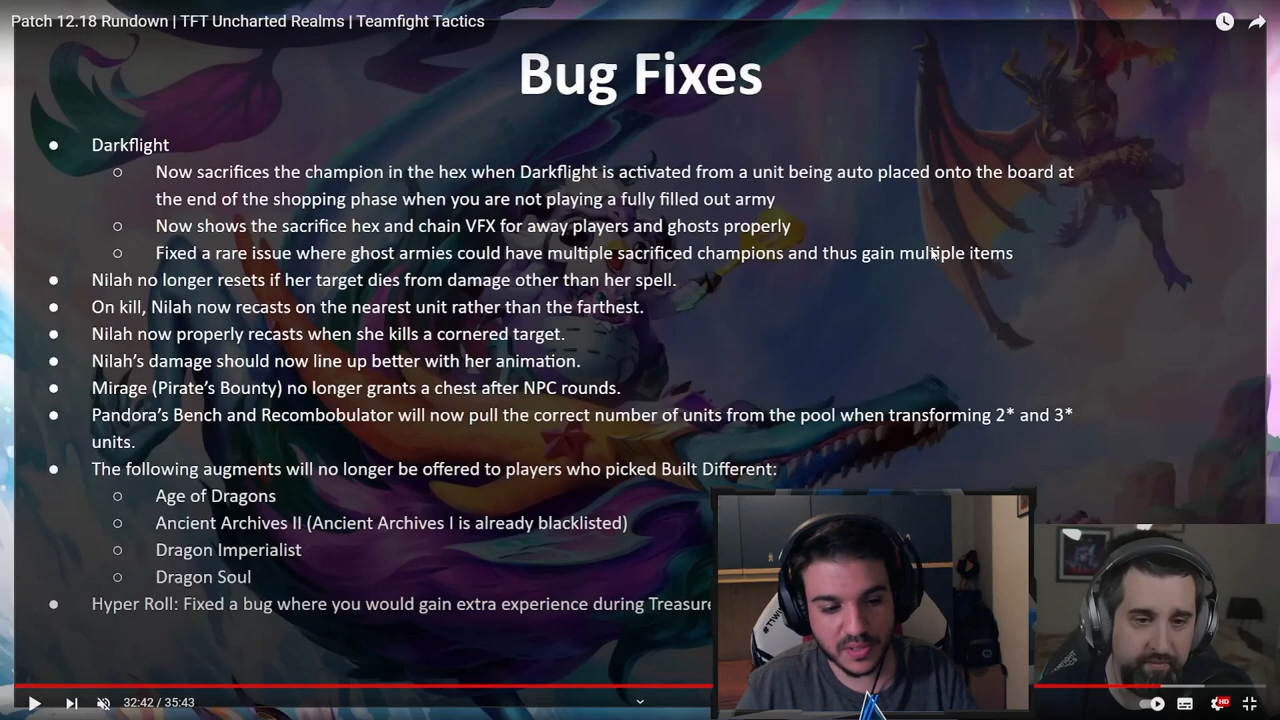 Patch 12.18 Rundown | TFT Uncharted Realms | Teamfight Tactics
Bug Fixes
● Darkflight
○ Now sacrifices the champion in the hex when Darkflight is activated from a unit being auto placed onto the board at
the end of the shopping phase when you are not playing a fully filled out army
○ Now shows the sacrifice hex and chain VFX for away players and ghosts properly
○ Fixed a rare issue where ghost armies could have multiple sacrificed champions and thus gain multiple items
● Nilah no longer resets if her target dies from damage other than her spell.
● On kill, Nilah now recasts on the nearest unit rather than the farthest.
● Nilah now properly recasts when she kills a cornered target.
● Nilah’s damage should now line up better with her animation.
● Mirage (Pirate’s Bounty) no longer grants a chest after NPC rounds.
● Pandora’s Bench and Recombobulator will now pull the correct number of units from the pool when transforming 2* and 3*
units.
● The following augments will no longer be offered to players who picked Built Different:
○ Age of Dragons
○ Ancient Archives II (Ancient Archives I is already blacklisted)
○ Dragon Imperialist
○ Dragon Soul
● Hyper Roll: Fixed a bug where you would gain extra experience during Treasure
32:42 / 35:43
HD